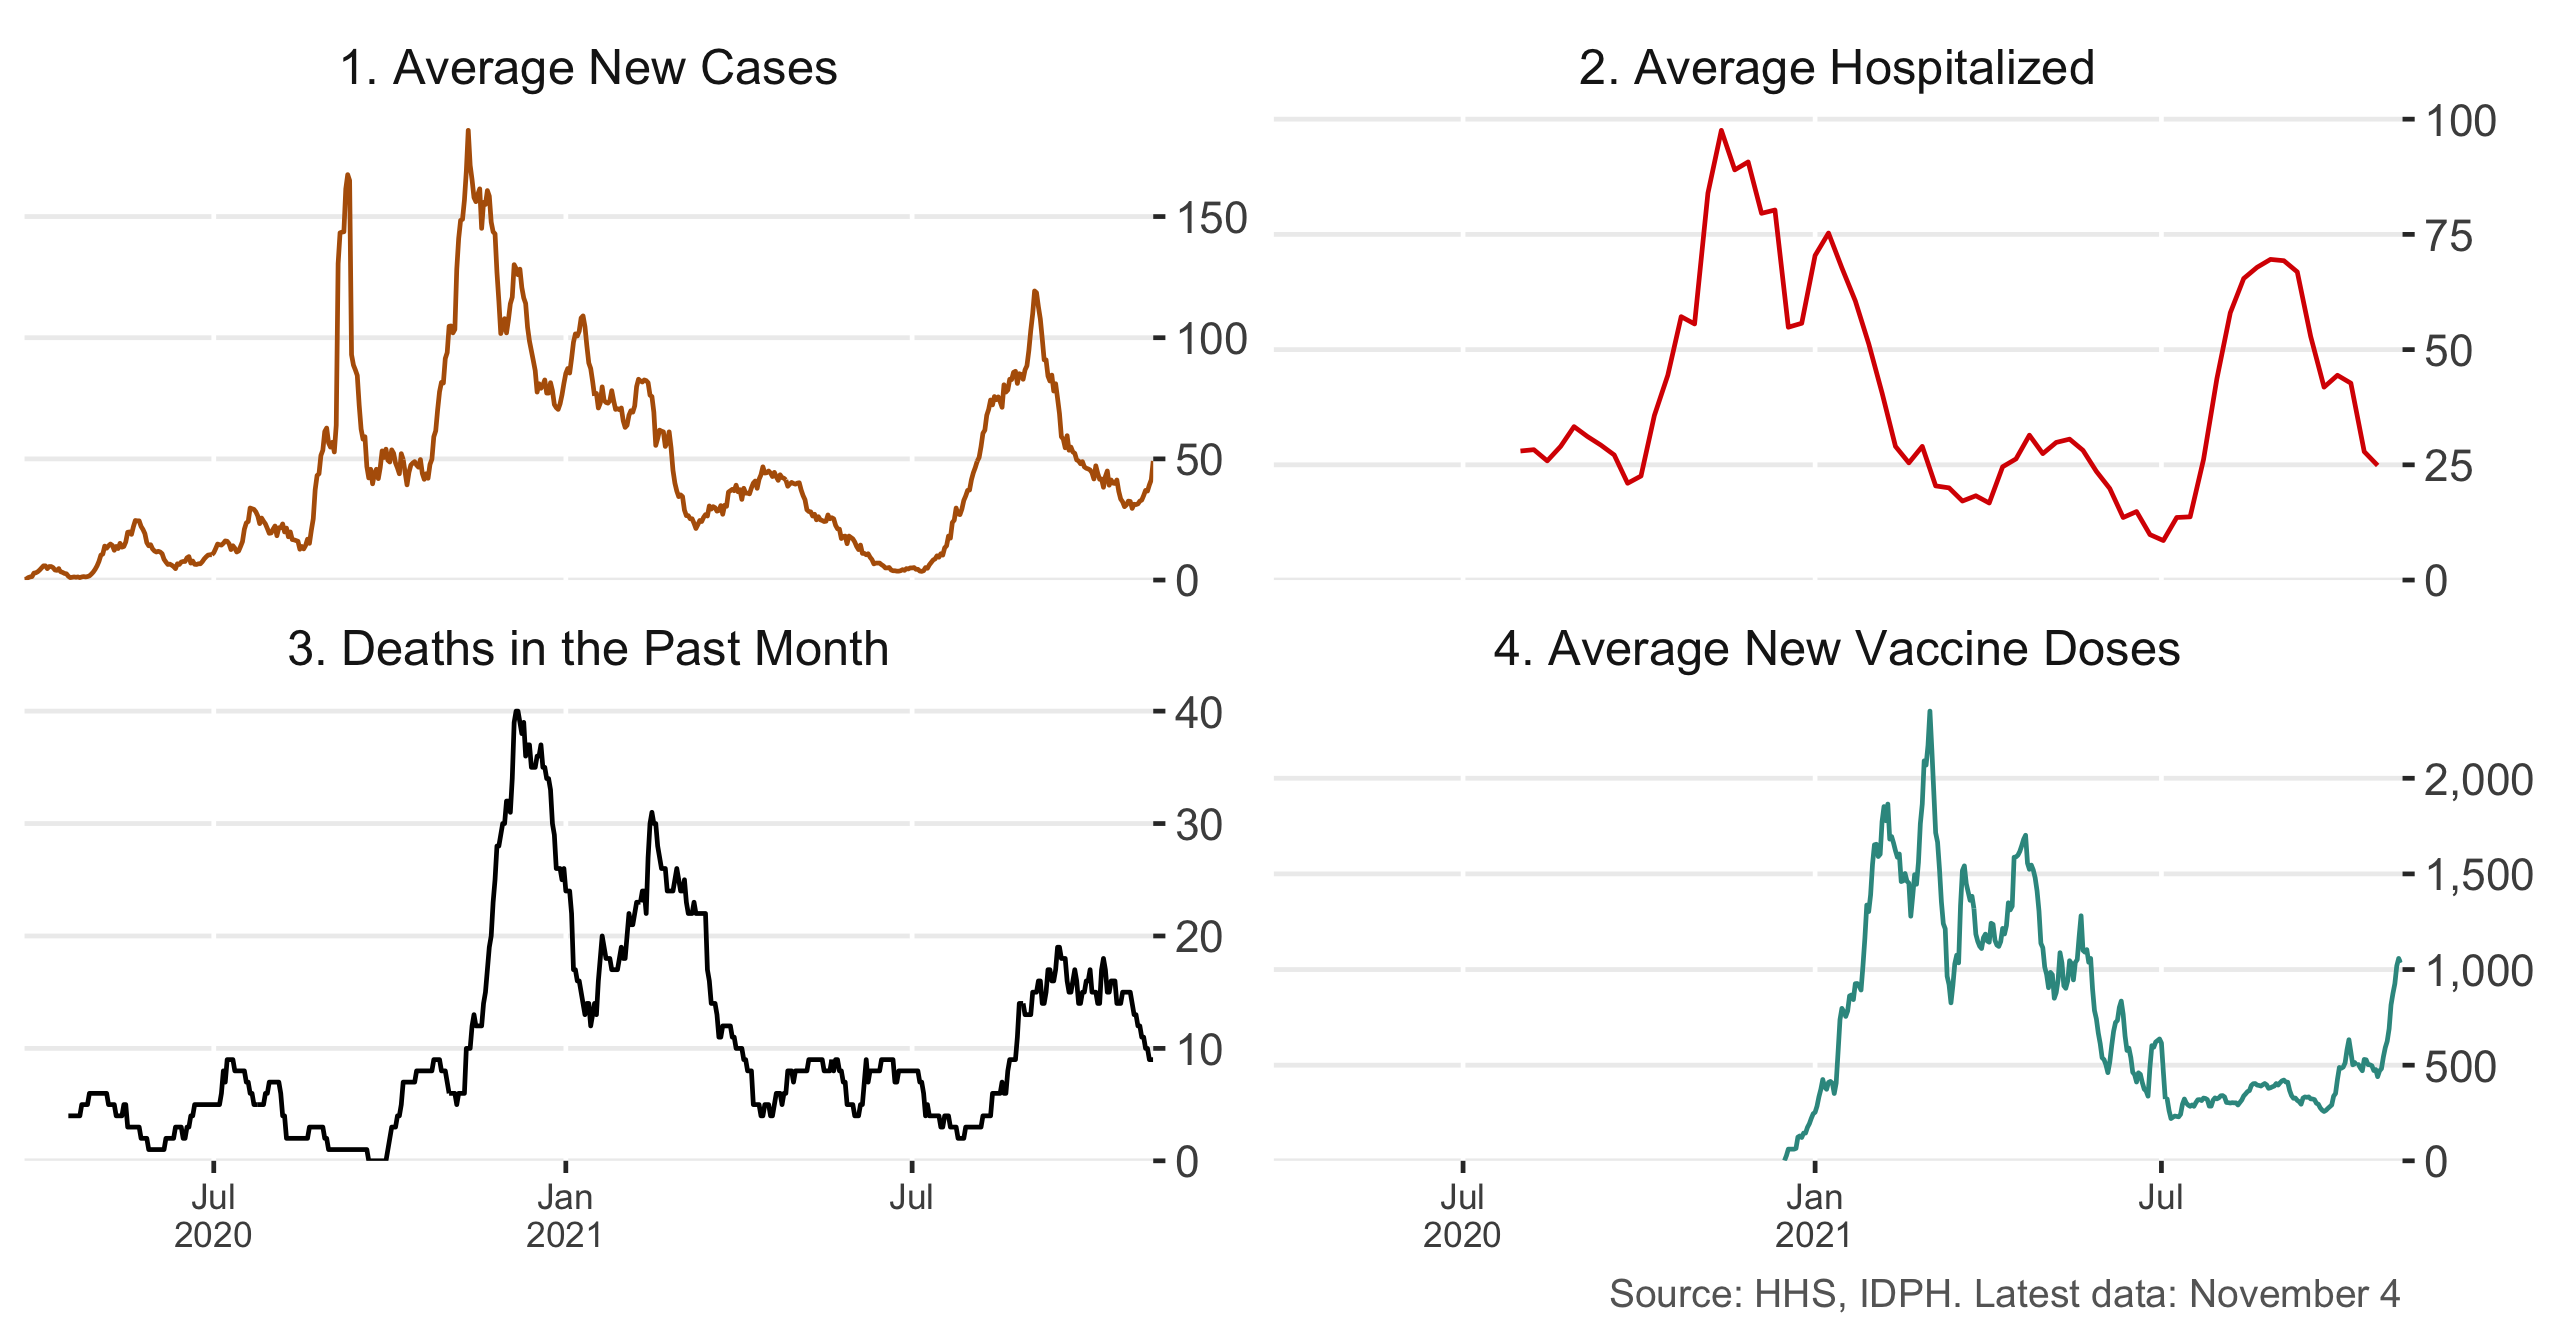 1. Average New Cases
150
100
50
0
2. Average Hospitalized
100
75
50
25
0
3. Deaths in the Past Month
40
30
20
10
0
Jul
2020
Jan
2021
Jul
4. Average New Vaccine Doses
2,000
1,500
1,000
500
0
Jul
2020
Jan
2021
Jul
Source: HHS, IDPH. Latest data: November 4